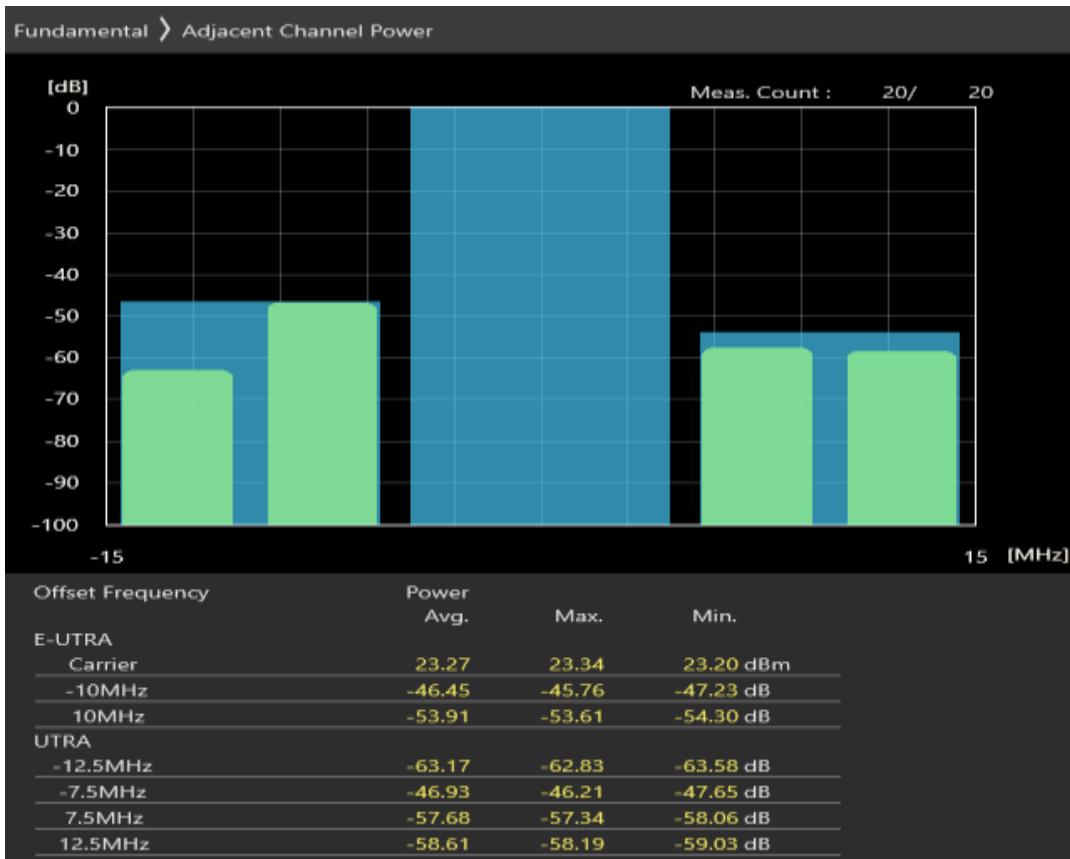 Fundamental ❯ Adjacent Channel Power
[dB]
Meas. Count : 20/ 20
0
-10
-20
-30
-40
-50
-60
-70
-80
-90
-100
-15 15 [MHz]
Offset Frequency Power
Avg. Max. Min.
E-UTRA
Carrier 23.27 23.34 23.20 dBm
-10MHz -46.45 -45.76 -47.23 dB
10MHz -53.91 -53.61 -54.30 dB
UTRA
-12.5MHz -63.17 -62.83 -63.58 dB
-7.5MHz -46.93 -46.21 -47.65 dB
7.5MHz -57.68 -57.34 -58.06 dB
12.5MHz -58.61 -58.19 -59.03 dB